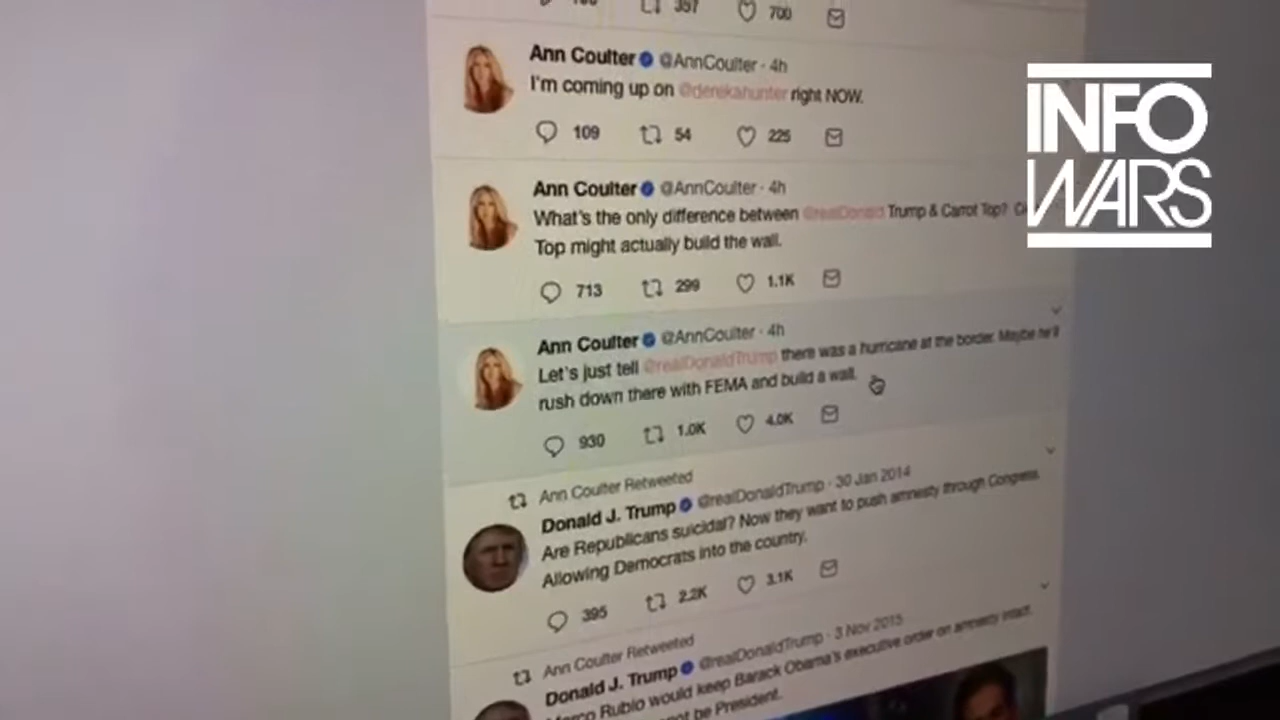 357 700
Ann Coulter @AnnCoulter · 4h
I'm coming up on @derekahunter right NOW.
109 54 225
INFO
WARS
Ann Coulter @AnnCoulter · 4h
What's the only difference between @realDonald Trump & Carrot Top?
Top might actually build the wall.
713 299 1.1K
Ann Coulter @AnnCoulter · 4h
Let's just tell @realDonaldTrump there was a hurricane at the border. Maybe he'll
rush down there with FEMA and build a wall.
930 1.0K 4.0K
Ann Coulter Retweeted
Donald J. Trump @realDonaldTrump · 30 Jan 2014
Are Republicans suicidal? Now they want to push amnesty through Congress.
Allowing Democrats into the country.
395 2.2K 3.1K
Ann Coulter Retweeted
Donald J. Trump @realDonaldTrump · 3 Nov 2015
Marco Rubio would keep Barack Obama's executive order on amnesty intact.
not be President.